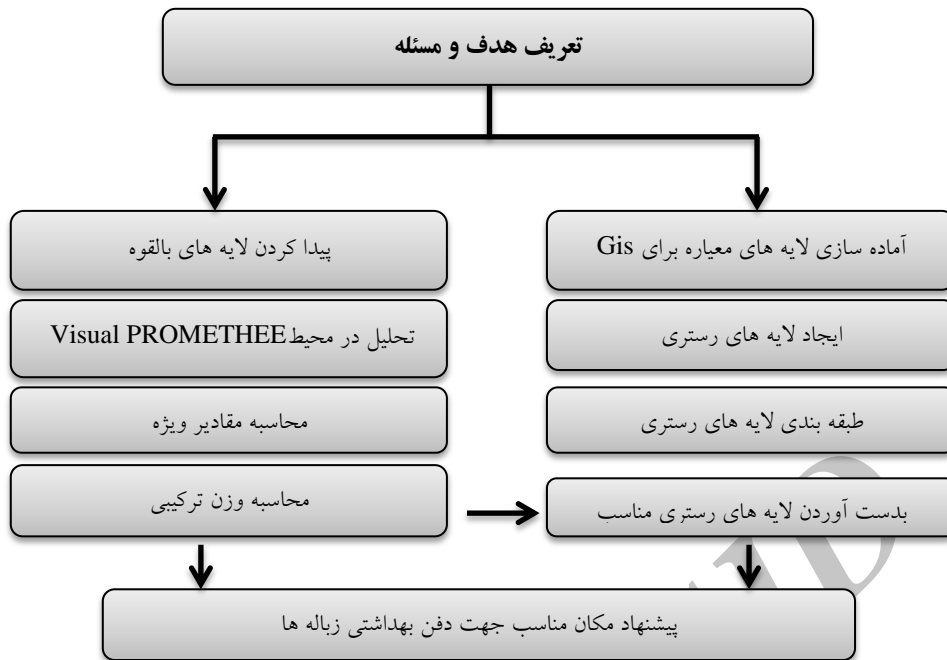 تعریف هدف و مسئله
آماده سازی لایه های معیاره برای Gis
ایجاد لایه های رستری
طبقه بندی لایه های رستری
بدست آوردن لایه های رستری مناسب
پیدا کردن لایه های بالقوه
تحلیل در محیط Visual PROMETHEE
محاسبه مقادیر ویژه
محاسبه وزن ترکیبی
پیشنهاد مکان مناسب جهت دفن بهداشتی زباله ها